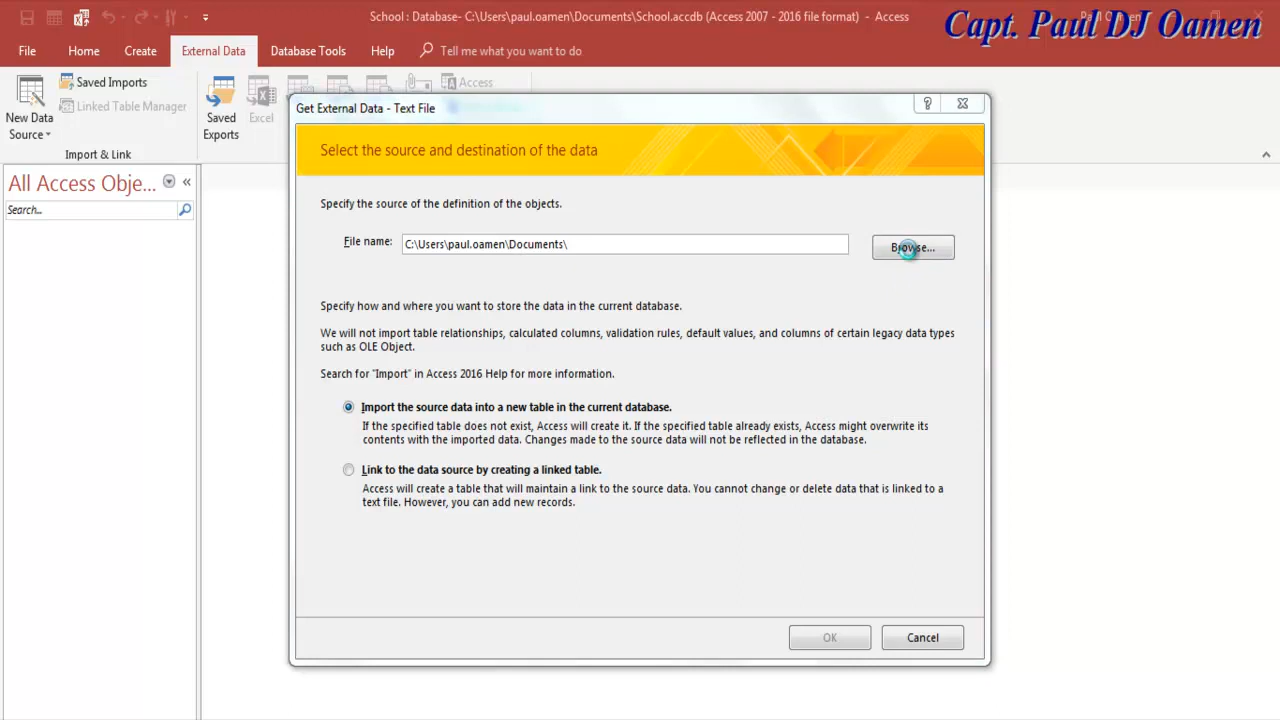 School : Database- C:\Users\paul.oamen\Documents\School.accdb (Access 2007 - 2016 file format) - Access
Capt. Paul DJ Oamen
File Home Create External Data Database Tools Help Tell me what you want to do
Saved Imports
Linked Table Manager
New Data Source
Saved Exports
Excel
Access
Import & Link
All Access Obje...
Search...
Get External Data - Text File
Select the source and destination of the data
Specify the source of the definition of the objects.
File name: C:\Users\paul.oamen\Documents\
Browse...
Specify how and where you want to store the data in the current database.
We will not import table relationships, calculated columns, validation rules, default values, and columns of certain legacy data types
such as OLE Object.
Search for "Import" in Access 2016 Help for more information.
Import the source data into a new table in the current database.
If the specified table does not exist, Access will create it. If the specified table already exists, Access might overwrite its
contents with the imported data. Changes made to the source data will not be reflected in the database.
Link to the data source by creating a linked table.
Access will create a table that will maintain a link to the source data. You cannot change or delete data that is linked to a
text file. However, you can add new records.
OK Cancel